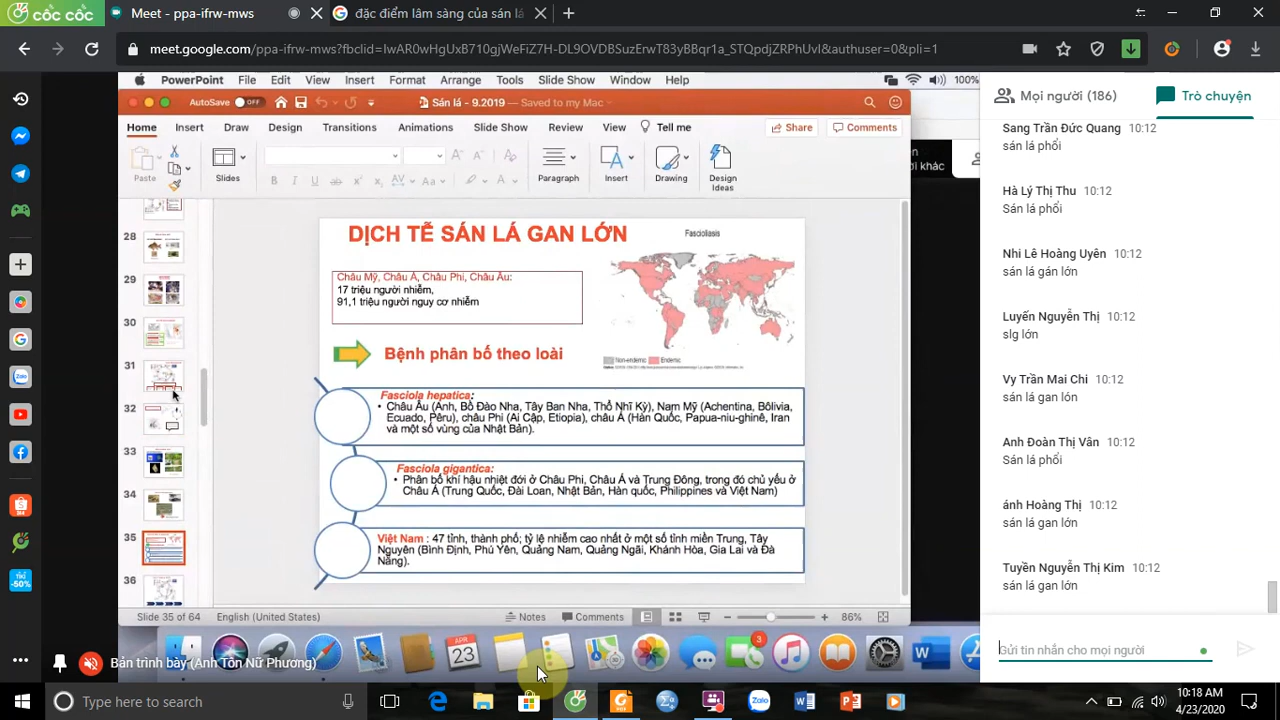 cốc cốc
Meet - ppa-ifrw-mws
đặc điểm lâm sàng của sán lá
meet.google.com/ppa-ifrw-mws?fbclid=IwAR0wHgUxB710gjWeFiZ7H-DL9OVDBSuzErwT83yBBqr1a_STQpdjZRPhUvI&authuser=0&pli=1
PowerPoint File Edit View Insert Format Arrange Tools Slide Show Window Help 100%
AutoSave OFF Sán lá - 9.2019 — Saved to my Mac
Home Insert Draw Design Transitions Animations Slide Show Review View Tell me Share Comments
Paste Slides Paragraph Insert Drawing Design Ideas
28
29
30
31
32
33
34
35
36
DỊCH TỄ SÁN LÁ GAN LỚN
Fascioliasis
Châu Mỹ, Châu Á, Châu Phi, Châu Âu:
17 triệu người nhiễm,
91,1 triệu người nguy cơ nhiễm
Bệnh phân bố theo loài
Non-endemic Endemic
Fasciola hepatica:
• Châu Âu (Anh, Bồ Đào Nha, Tây Ban Nha, Thổ Nhĩ Kỳ), Nam Mỹ (Achentina, Bôlivia,
Ecuado, Pêru), châu Phi (Ai Cập, Etiopia), châu Á (Hàn Quốc, Papua-niu-ghinê, Iran
và một số vùng của Nhật Bản).
Fasciola gigantica:
• Phân bố khí hậu nhiệt đới ở Châu Phi, Châu Á và Trung Đông, trong đó chủ yếu ở
Châu Á (Trung Quốc, Đài Loan, Nhật Bản, Hàn quốc, Philippines và Việt Nam)
Việt Nam : 47 tỉnh, thành phố; tỷ lệ nhiễm cao nhất ở một số tỉnh miền Trung, Tây
Nguyên (Bình Định, Phú Yên, Quảng Nam, Quảng Ngãi, Khánh Hòa, Gia Lai và Đà
Nẵng).
Slide 35 of 64 English (United States) Notes Comments 86%
APR
23
3
Bản trình bày (Anh Tôn Nữ Phương)
Mọi người (186) Trò chuyện
Sang Trần Đức Quang 10:12
sán lá phổi
Hà Lý Thị Thu 10:12
Sán lá phổi
Nhi Lê Hoàng Uyên 10:12
sán lá gán lớn
Luyến Nguyễn Thị 10:12
slg lớn
Vy Trần Mai Chi 10:12
sán lá gan lớn
Anh Đoàn Thị Vân 10:12
Sán lá phổi
ánh Hoàng Thị 10:12
sán lá gan lớn
Tuyền Nguyễn Thị Kim 10:12
sán lá gan lớn
Gửi tin nhắn cho mọi người
Type here to search
Zalo
10:18 AM
4/23/2020